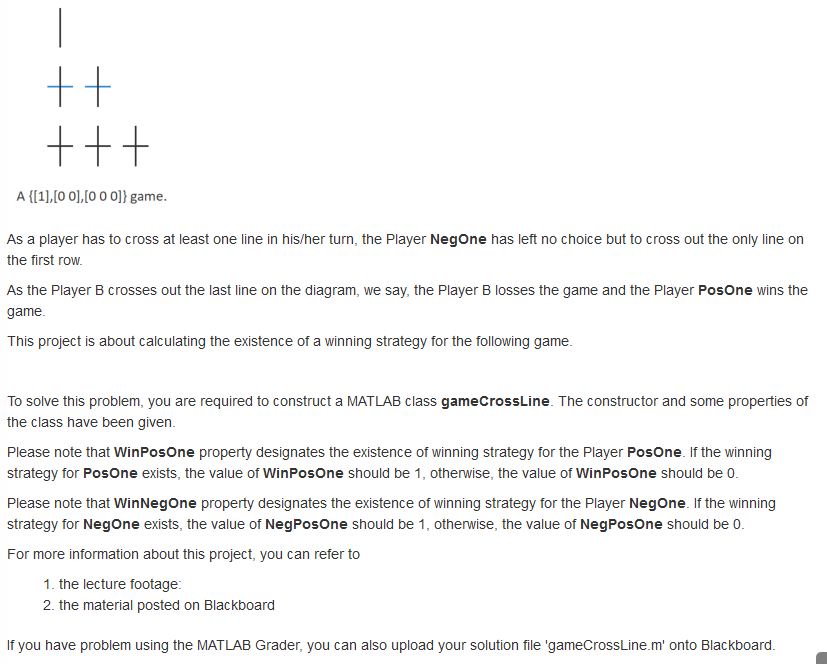 A {[1],[0 0],[0 0 0]} game.
As a player has to cross at least one line in his/her turn, the Player NegOne has left no choice but to cross out the only line on
the first row.
As the Player B crosses out the last line on the diagram, we say, the Player B losses the game and the Player PosOne wins the
game.
This project is about calculating the existence of a winning strategy for the following game.
To solve this problem, you are required to construct a MATLAB class gameCrossLine. The constructor and some properties of
the class have been given.
Please note that WinPosOne property designates the existence of winning strategy for the Player PosOne. If the winning
strategy for PosOne exists, the value of WinPosOne should be 1, otherwise, the value of WinPosOne should be 0.
Please note that WinNegOne property designates the existence of winning strategy for the Player NegOne. If the winning
strategy for NegOne exists, the value of NegPosOne should be 1, otherwise, the value of NegPosOne should be 0.
For more information about this project, you can refer to
1. the lecture footage:
2. the material posted on Blackboard
If you have problem using the MATLAB Grader, you can also upload your solution file 'gameCrossLine.m' onto Blackboard.